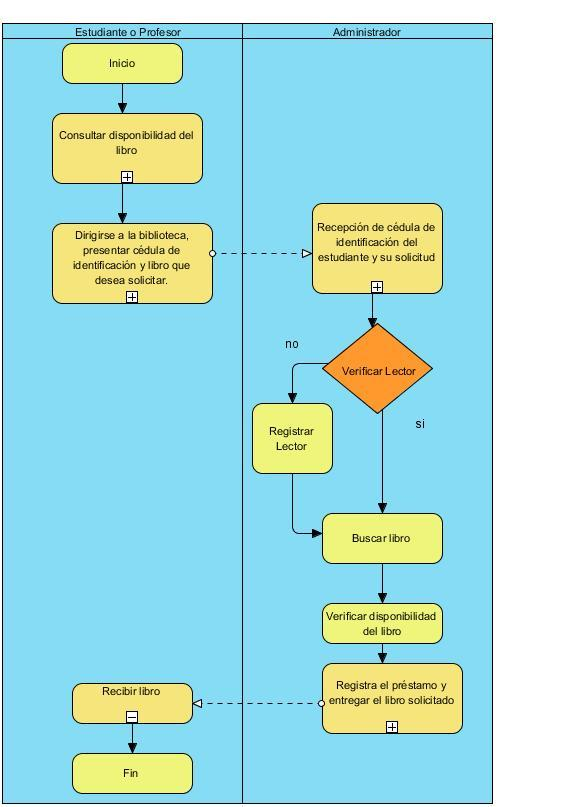 Estudiante o Profesor
Administrador
Inicio
Consultar disponibilidad del
libro
Dirigirse a la biblioteca,
presentar cédula de
identificación y libro que
desea solicitar.
Recepción de cédula de
identificación del
estudiante y su solicitud
Verificar Lector
no
si
Registrar
Lector
Buscar libro
Verificar disponibilidad
del libro
Registra el préstamo y
entregar el libro solicitado
Recibir libro
Fin